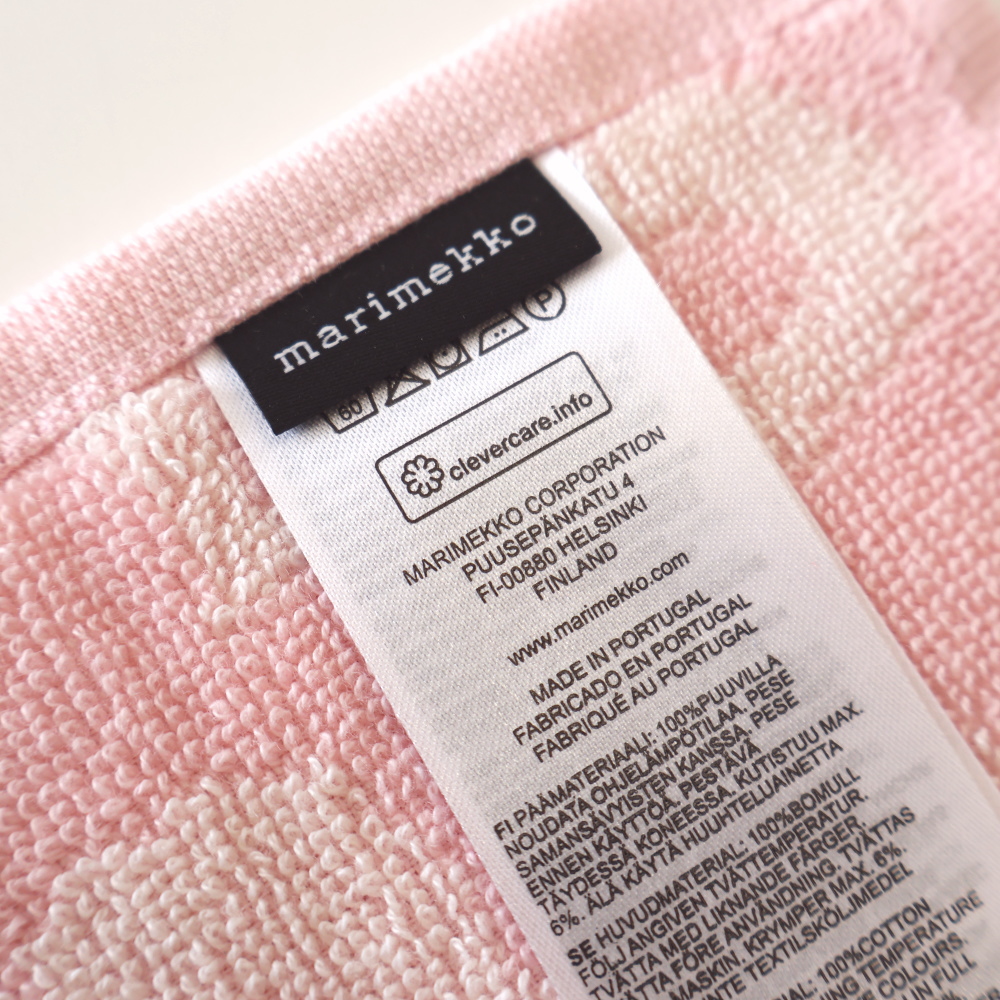 marimekko
60
P
clevercare.info
MARIMEKKO CORPORATION
PUUSEPÄNKATU 4
FI-00880 HELSINKI
FINLAND
www.marimekko.com
MADE IN PORTUGAL
FABRICADO EN PORTUGAL
FABRIQUÉ AU PORTUGAL
FI PÄÄMATERIAALI: 100%PUUVILLA
NOUDATA OHJELÄMPÖTILAA. PESE
SAMANSÄVYISTEN KANSSA. PESE
ENNEN KÄYTTÖÄ. PESTÄVÄ
TÄYDESSÄ KONEESSA. KUTISTUU MAX.
6%. ÄLÄ KÄYTÄ HUUHTELUAINETTA
SE HUVUDMATERIAL: 100%BOMULL
FÖLJ ANGIVEN TVÄTTEMPERATUR.
TVÄTTA MED LIKNANDE FÄRGER.
TVÄTTA FÖRE ANVÄNDNING. TVÄTTAS
MASKIN. KRYMPER MAX. 6%.
NTE TEXTILSKÖLJMEDEL
100%COTTON
TEMPERATURE
COLOURS.
IN FULL